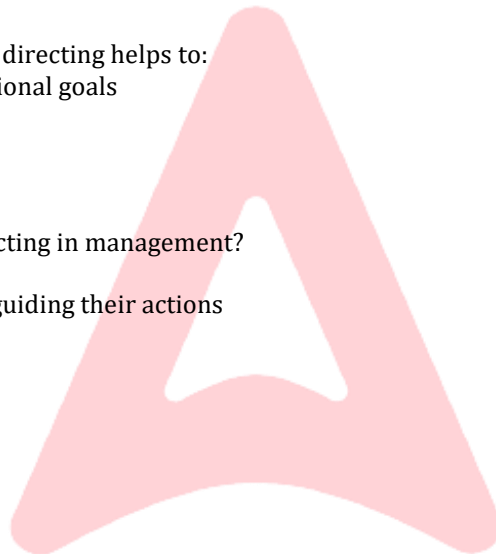 directing helps to:
ional goals
cting in management?
guiding their actions